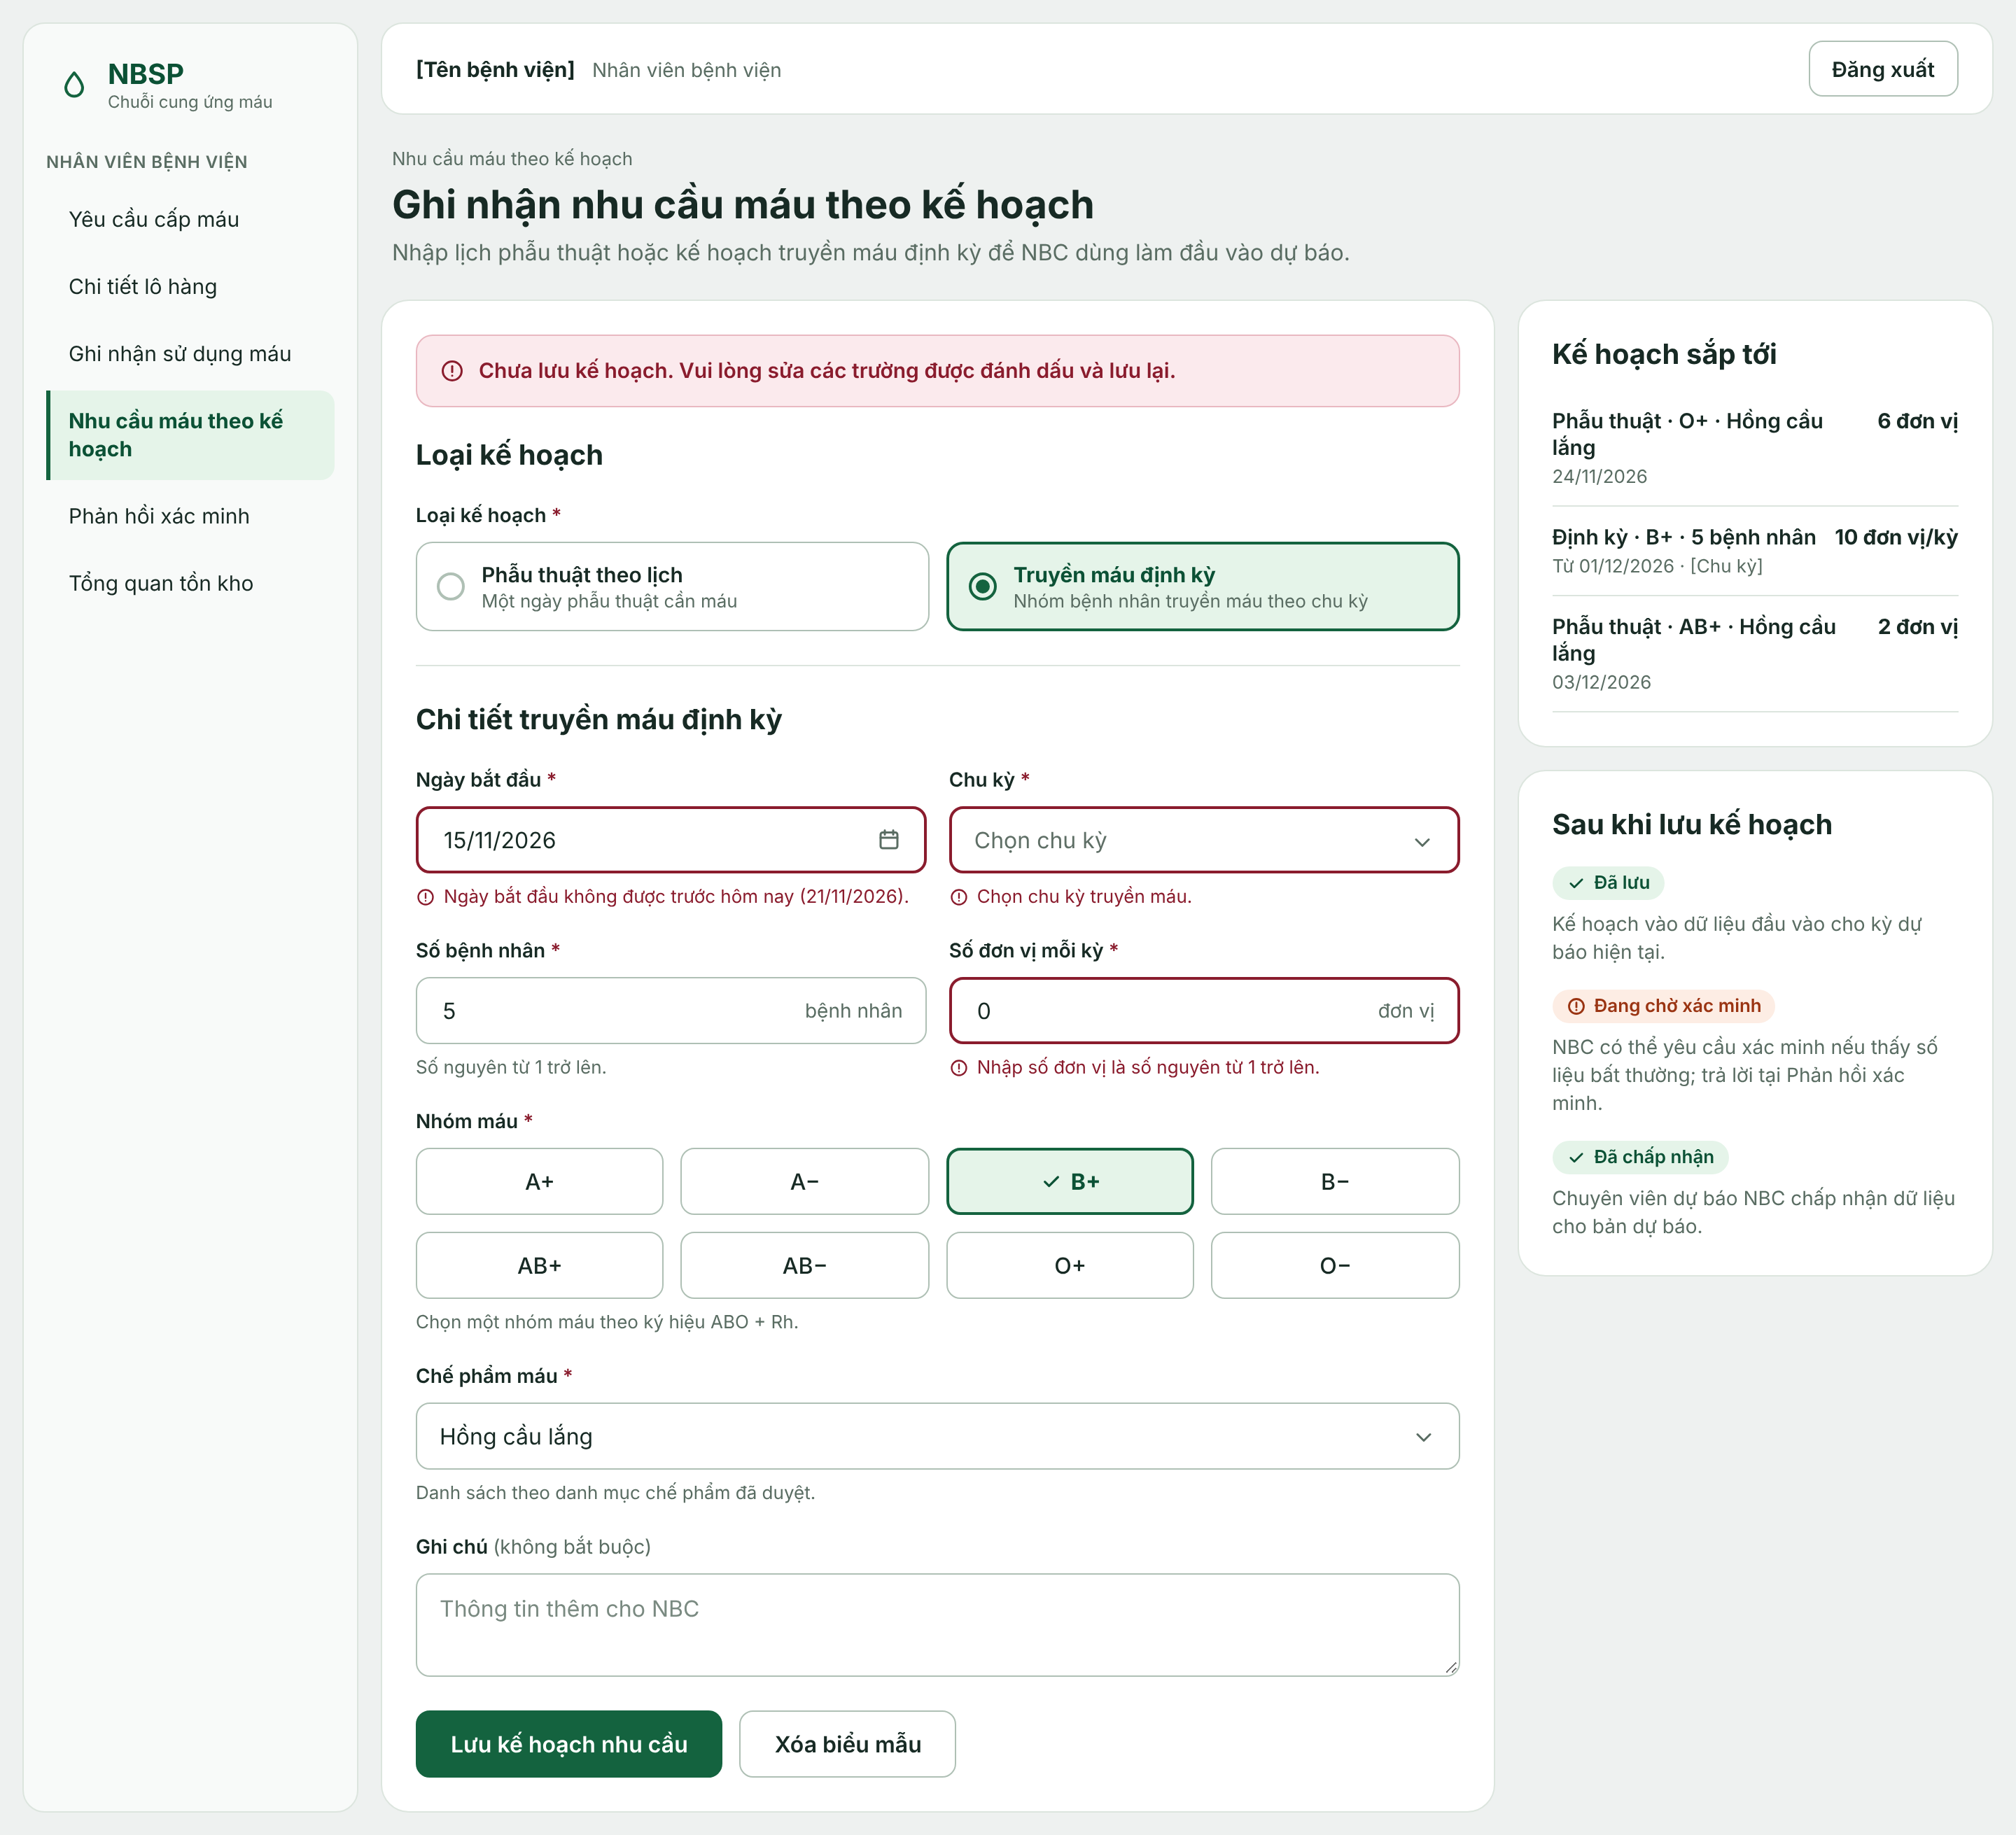 NBSP
Chuỗi cung ứng máu
NHÂN VIÊN BỆNH VIỆN
Yêu cầu cấp máu
Chi tiết lô hàng
Ghi nhận sử dụng máu
Nhu cầu máu theo kế
hoạch
Phản hồi xác minh
Tổng quan tồn kho
[Tên bệnh viện] Nhân viên bệnh viện
Đăng xuất
Nhu cầu máu theo kế hoạch
Ghi nhận nhu cầu máu theo kế hoạch
Nhập lịch phẫu thuật hoặc kế hoạch truyền máu định kỳ để NBC dùng làm đầu vào dự báo.
Chưa lưu kế hoạch. Vui lòng sửa các trường được đánh dấu và lưu lại.
Loại kế hoạch
Loại kế hoạch *
Phẫu thuật theo lịch
Một ngày phẫu thuật cần máu
Truyền máu định kỳ
Nhóm bệnh nhân truyền máu theo chu kỳ
Chi tiết truyền máu định kỳ
Ngày bắt đầu *
15/11/2026
Ngày bắt đầu không được trước hôm nay (21/11/2026).
Chu kỳ *
Chọn chu kỳ
Chọn chu kỳ truyền máu.
Số bệnh nhân *
5 bệnh nhân
Số nguyên từ 1 trở lên.
Số đơn vị mỗi kỳ *
0 đơn vị
Nhập số đơn vị là số nguyên từ 1 trở lên.
Nhóm máu *
A+ A− B+ B−
AB+ AB− O+ O−
Chọn một nhóm máu theo ký hiệu ABO + Rh.
Chế phẩm máu *
Hồng cầu lắng
Danh sách theo danh mục chế phẩm đã duyệt.
Ghi chú (không bắt buộc)
Thông tin thêm cho NBC
Lưu kế hoạch nhu cầu
Xóa biểu mẫu
Kế hoạch sắp tới
Phẫu thuật · O+ · Hồng cầu 6 đơn vị
lắng
24/11/2026
Định kỳ · B+ · 5 bệnh nhân 10 đơn vị/kỳ
Từ 01/12/2026 · [Chu kỳ]
Phẫu thuật · AB+ · Hồng cầu 2 đơn vị
lắng
03/12/2026
Sau khi lưu kế hoạch
Đã lưu
Kế hoạch vào dữ liệu đầu vào cho kỳ dự
báo hiện tại.
Đang chờ xác minh
NBC có thể yêu cầu xác minh nếu thấy số
liệu bất thường; trả lời tại Phản hồi xác
minh.
Đã chấp nhận
Chuyên viên dự báo NBC chấp nhận dữ liệu
cho bản dự báo.